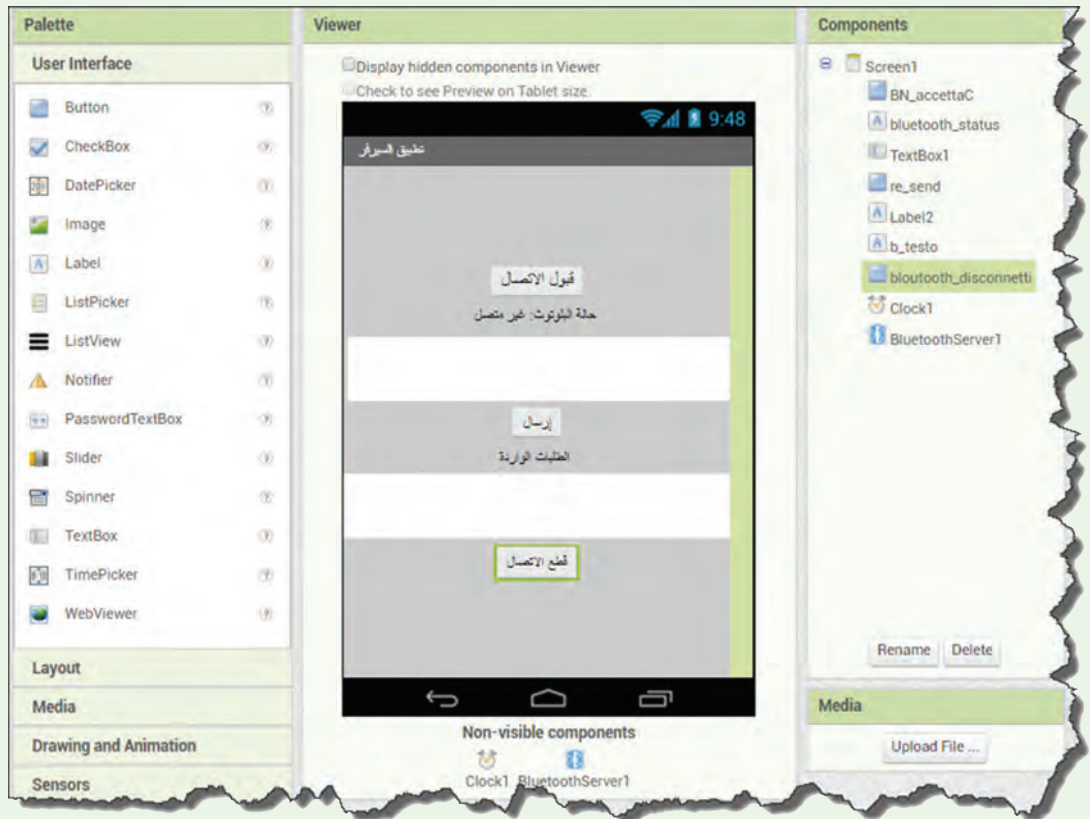 Palette
User Interface
Button
CheckBox
DatePicker
Image
Label
ListPicker
ListView
Notifier
PasswordTextBox
Slider
Spinner
TextBox
TimePicker
WebViewer
Layout
Media
Drawing and Animation
Sensors
Viewer
Display hidden components in Viewer
Check to see Preview on Tablet size.
9:48
تطبيق السيرفر
قبول الاتصال
حالة البلوتوث: غير متصل
إرسال
الطلبات الواردة
قطع الاتصال
Non-visible components
Clock1 BluetoothServer1
Components
Screen1
BN_accettaC
bluetooth_status
TextBox1
re_send
Label2
b_testo
bloutooth_disconnetti
Clock1
BluetoothServer1
Rename Delete
Media
Upload File ...